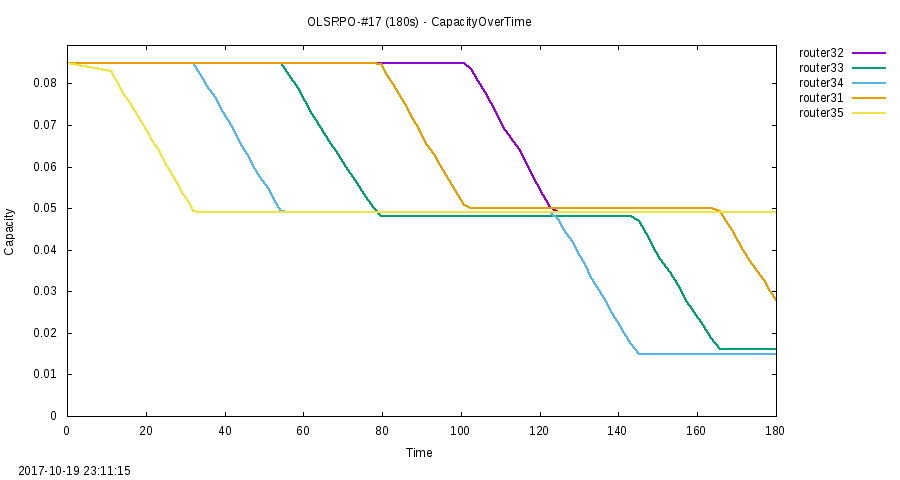 OLSRPO-#17 (180s) - CapacityOverTime
router32
router33
router34
router31
router35
0.08
0.07
0.06
0.05
0.04
0.03
0.02
0.01
0
Capacity
0 20 40 60 80 100 120 140 160 180
Time
2017-10-19 23:11:15